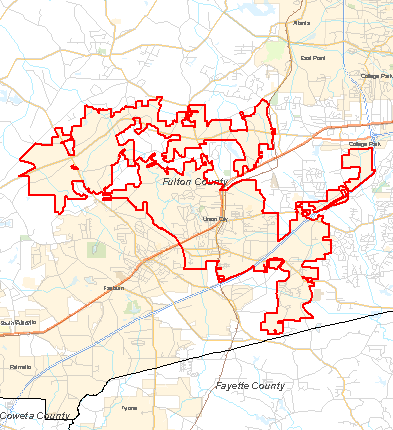 Atlanta
East Point
College Park
College Park
Fulton County
Union City
Fairburn
South Fulton
Palmetto
Fayette County
Tyrone
Coweta County